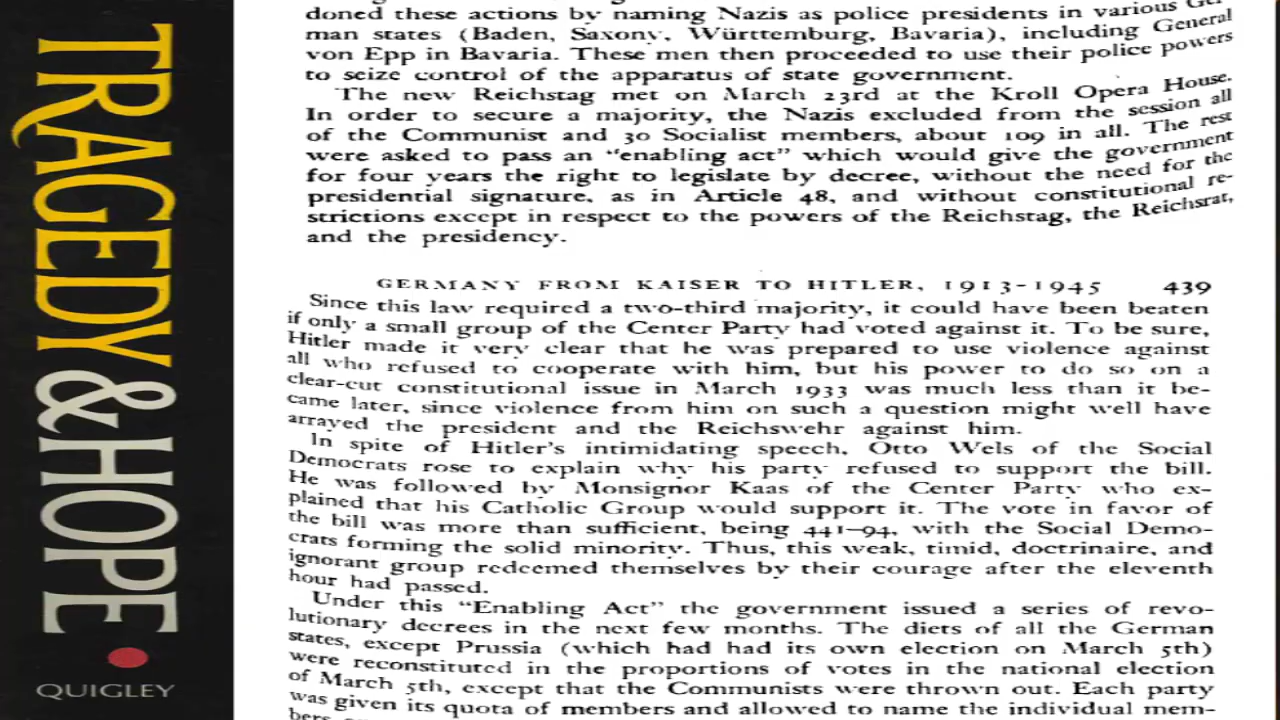 TRAGEDY & HOPE
QUIGLEY
doned these actions by naming Nazis as police presidents in various Ger-
man states (Baden, Saxony, Württemburg, Bavaria), including General
von Epp in Bavaria. These men then proceeded to use their police powers
to seize control of the apparatus of state government.
The new Reichstag met on March 23rd at the Kroll Opera House.
In order to secure a majority, the Nazis excluded from the session all
of the Communist and 30 Socialist members, about 109 in all. The rest
were asked to pass an “enabling act” which would give the government
for four years the right to legislate by decree, without the need for the
presidential signature, as in Article 48, and without constitutional re-
strictions except in respect to the powers of the Reichstag, the Reichsrat,
and the presidency.
GERMANY FROM KAISER TO HITLER, 1913-1945 439
Since this law required a two-third majority, it could have been beaten
if only a small group of the Center Party had voted against it. To be sure,
Hitler made it very clear that he was prepared to use violence against
all who refused to cooperate with him, but his power to do so on a
clear-cut constitutional issue in March 1933 was much less than it be-
came later, since violence from him on such a question might well have
arrayed the president and the Reichswehr against him.
In spite of Hitler’s intimidating speech, Otto Wels of the Social
Democrats rose to explain why his party refused to support the bill.
He was followed by Monsignor Kaas of the Center Party who ex-
plained that his Catholic Group would support it. The vote in favor of
the bill was more than sufficient, being 441–94, with the Social Demo-
crats forming the solid minority. Thus, this weak, timid, doctrinaire, and
ignorant group redeemed themselves by their courage after the eleventh
hour had passed.
Under this “Enabling Act” the government issued a series of revo-
lutionary decrees in the next few months. The diets of all the German
states, except Prussia (which had had its own election on March 5th)
were reconstituted in the proportions of votes in the national election
of March 5th, except that the Communists were thrown out. Each party
was given its quota of members and allowed to name the individual mem-